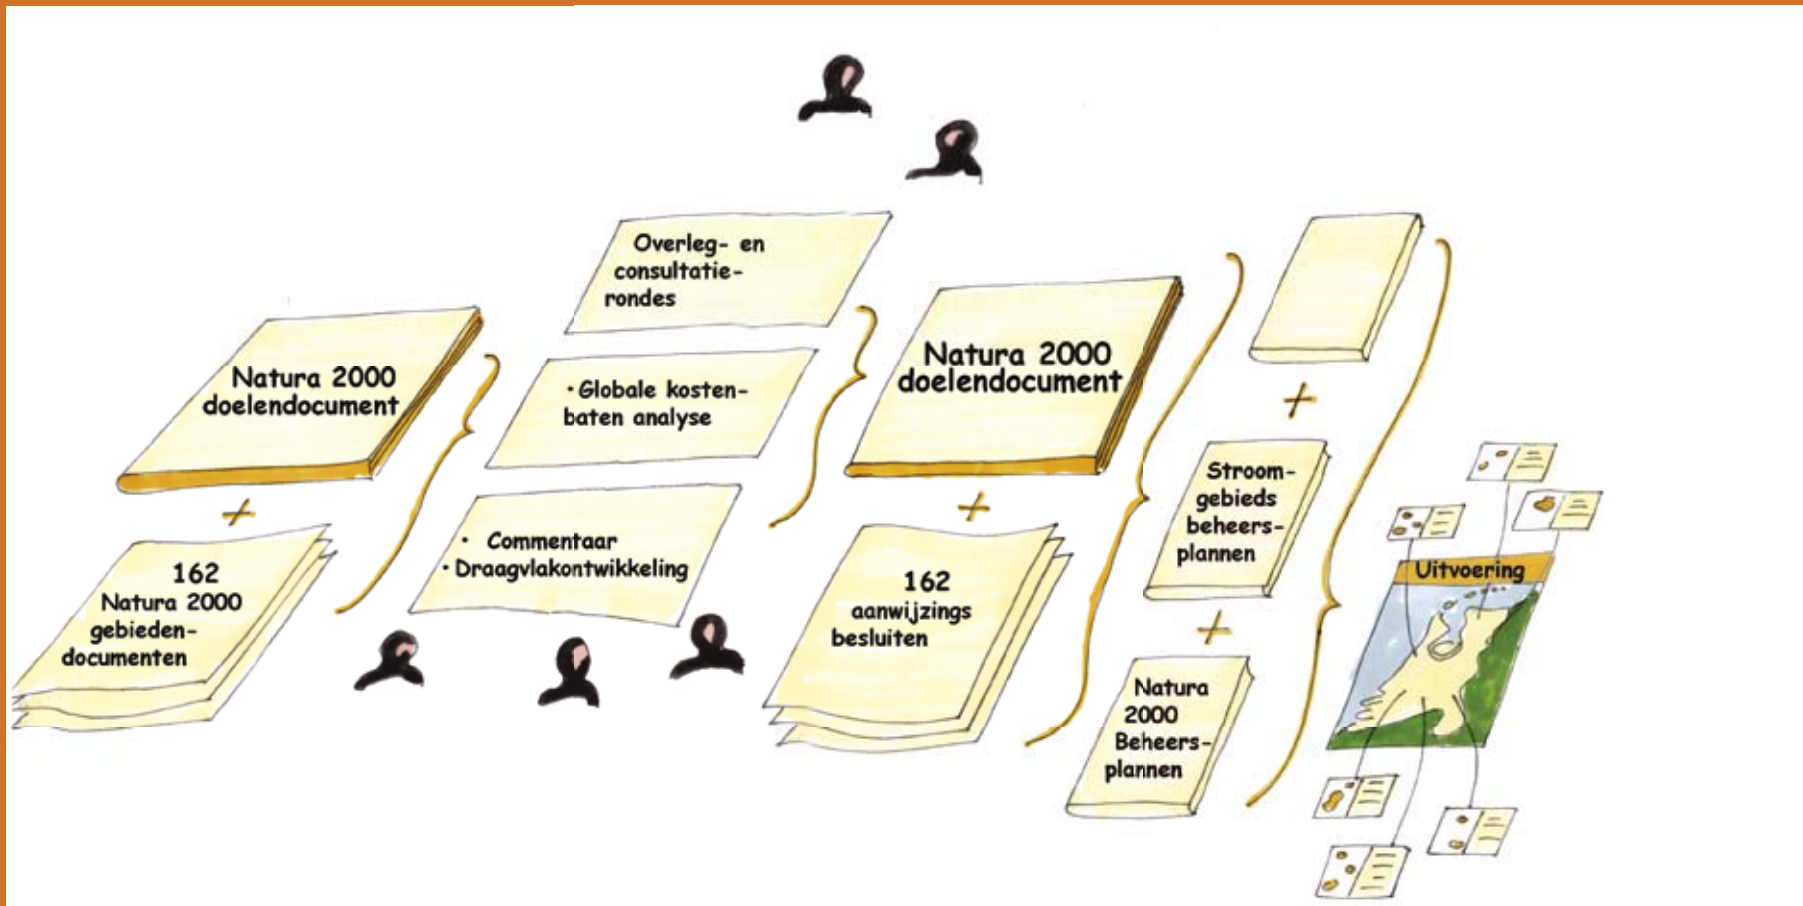 Natura 2000
doelendocument
162
Natura 2000
gebieden-
documenten
Overleg- en
consultatie-
rondes
• Globale kosten-
baten analyse
• Commentaar
• Draagvlakontwikkeling
Natura 2000
doelendocument
162
aanwijzings
besluiten
Stroom-
gebieds
beheers-
plannen
Natura
2000
Beheers-
plannen
Uitvoering